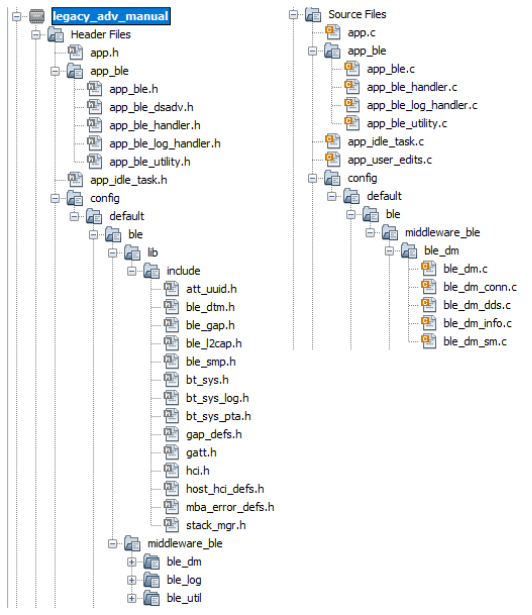 legacy_adv_manual
Header Files
app.h
app_ble
app_ble.h
app_ble_dsadv.h
app_ble_handler.h
app_ble_log_handler.h
app_ble_utility.h
app_idle_task.h
config
default
ble
lib
include
att_uuid.h
ble_dtm.h
ble_gap.h
ble_l2cap.h
ble_smp.h
bt_sys.h
bt_sys_log.h
bt_sys_pta.h
gap_defs.h
gatt.h
hci.h
host_hci_defs.h
mba_error_defs.h
stack_mgr.h
middleware_ble
ble_dm
ble_log
ble_util
Source Files
app.c
app_ble
app_ble.c
app_ble_handler.c
app_ble_log_handler.c
app_ble_utility.c
app_idle_task.c
app_user_edits.c
config
default
ble
middleware_ble
ble_dm
ble_dm.c
ble_dm_conn.c
ble_dm_dds.c
ble_dm_info.c
ble_dm_sm.c